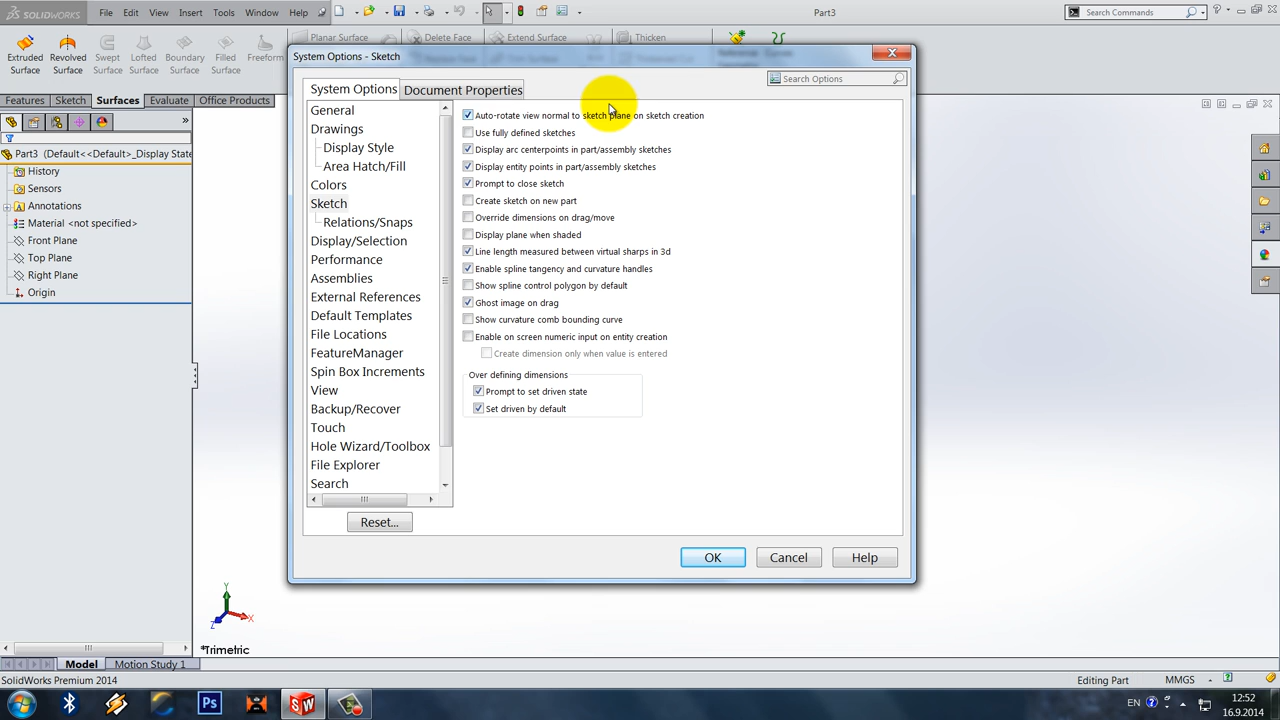 SOLIDWORKS
File
Edit
View
Insert
Tools
Window
Help
Part3
Search Commands
Extruded Surface
Revolved Surface
Swept Surface
Lofted Surface
Boundary Surface
Filled Surface
Freeform
Planar Surface
Delete Face
Extend Surface
Thicken
Features
Sketch
Surfaces
Evaluate
Office Products
Part3 (Default<<Default>_Display State
History
Sensors
Annotations
Material <not specified>
Front Plane
Top Plane
Right Plane
Origin
System Options - Sketch
System Options
Document Properties
Search Options
General
Drawings
Display Style
Area Hatch/Fill
Colors
Sketch
Relations/Snaps
Display/Selection
Performance
Assemblies
External References
Default Templates
File Locations
FeatureManager
Spin Box Increments
View
Backup/Recover
Touch
Hole Wizard/Toolbox
File Explorer
Search
Reset...
Auto-rotate view normal to sketch plane on sketch creation
Use fully defined sketches
Display arc centerpoints in part/assembly sketches
Display entity points in part/assembly sketches
Prompt to close sketch
Create sketch on new part
Override dimensions on drag/move
Display plane when shaded
Line length measured between virtual sharps in 3d
Enable spline tangency and curvature handles
Show spline control polygon by default
Ghost image on drag
Show curvature comb bounding curve
Enable on screen numeric input on entity creation
Create dimension only when value is entered
Over defining dimensions
Prompt to set driven state
Set driven by default
OK
Cancel
Help
Y
X
Z
*Trimetric
Model
Motion Study 1
SolidWorks Premium 2014
Editing Part
MMGS
EN
12:52
16.9.2014